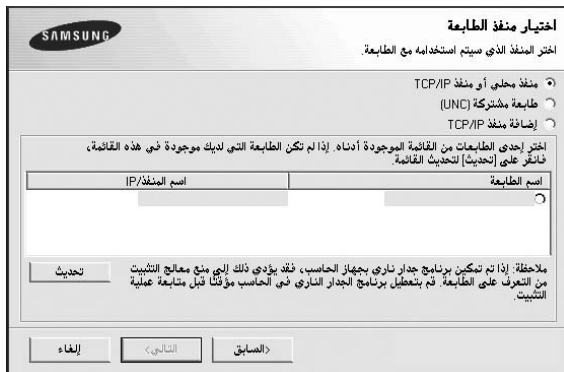 SAMSUNG
اختيار منفذ الطابعة
اختر المنفذ الذي سيتم استخدامه مع الطابعة.
منفذ محلي أو منفذ TCP/IP
طابعة مشتركة (UNC)
إضافة منفذ TCP/IP
اختر إحدى الطابعات من القائمة الموجودة أدناه. إذا لم تكن الطابعة التي لديك موجودة في هذه القائمة،
فانقر على [تحديث] لتحديث القائمة.
اسم الطابعة
اسم المنفذ/IP
ملاحظة: إذا تم تمكين برنامج جدار ناري بجهاز الحاسب، فقد يؤدي ذلك إلى منع معالج التثبيت
من التعرف على الطابعة. قم بتعطيل برنامج الجدار الناري في الحاسب مؤقتًا قبل متابعة عملية
التثبيت.
تحديث
<السابق
التالي>
إلغاء